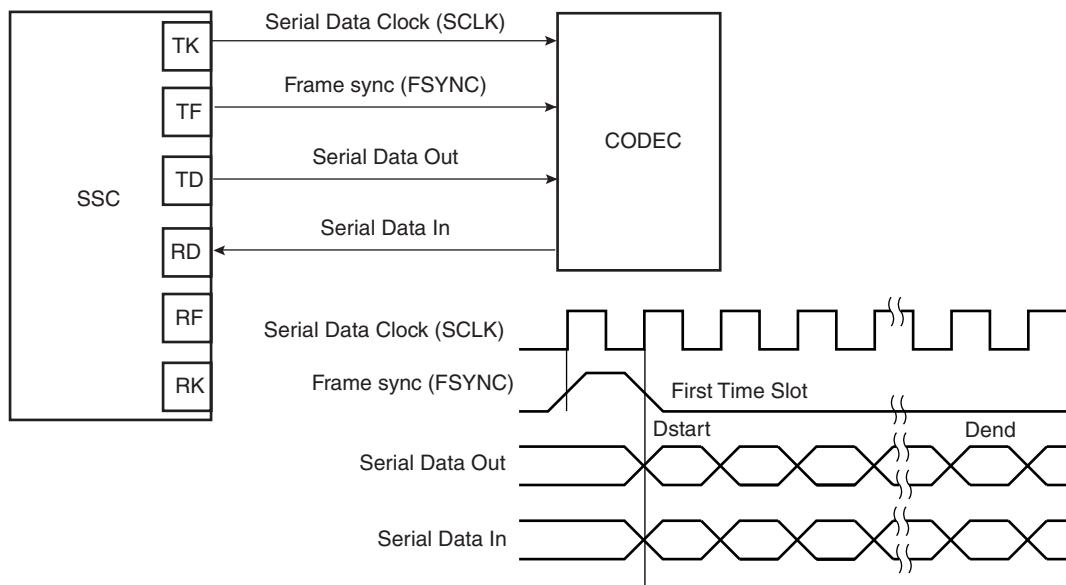 Serial Data Clock (SCLK)
TK
Frame sync (FSYNC)
TF
CODEC
Serial Data Out
TD
SSC
Serial Data In
RD
RF
Serial Data Clock (SCLK)
RK
Frame sync (FSYNC)
First Time Slot
Dstart
Dend
Serial Data Out
Serial Data In